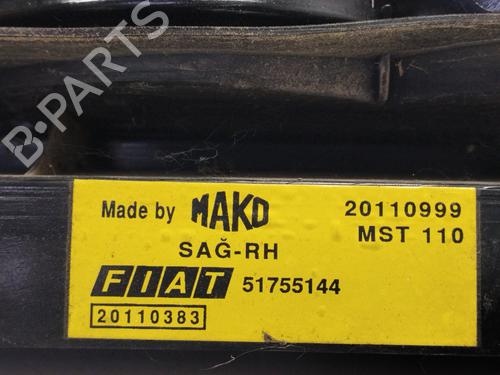 B-PARTS
Made by MAKO 20110999
SAĞ-RH MST 110
FIAT 51755144
20110383